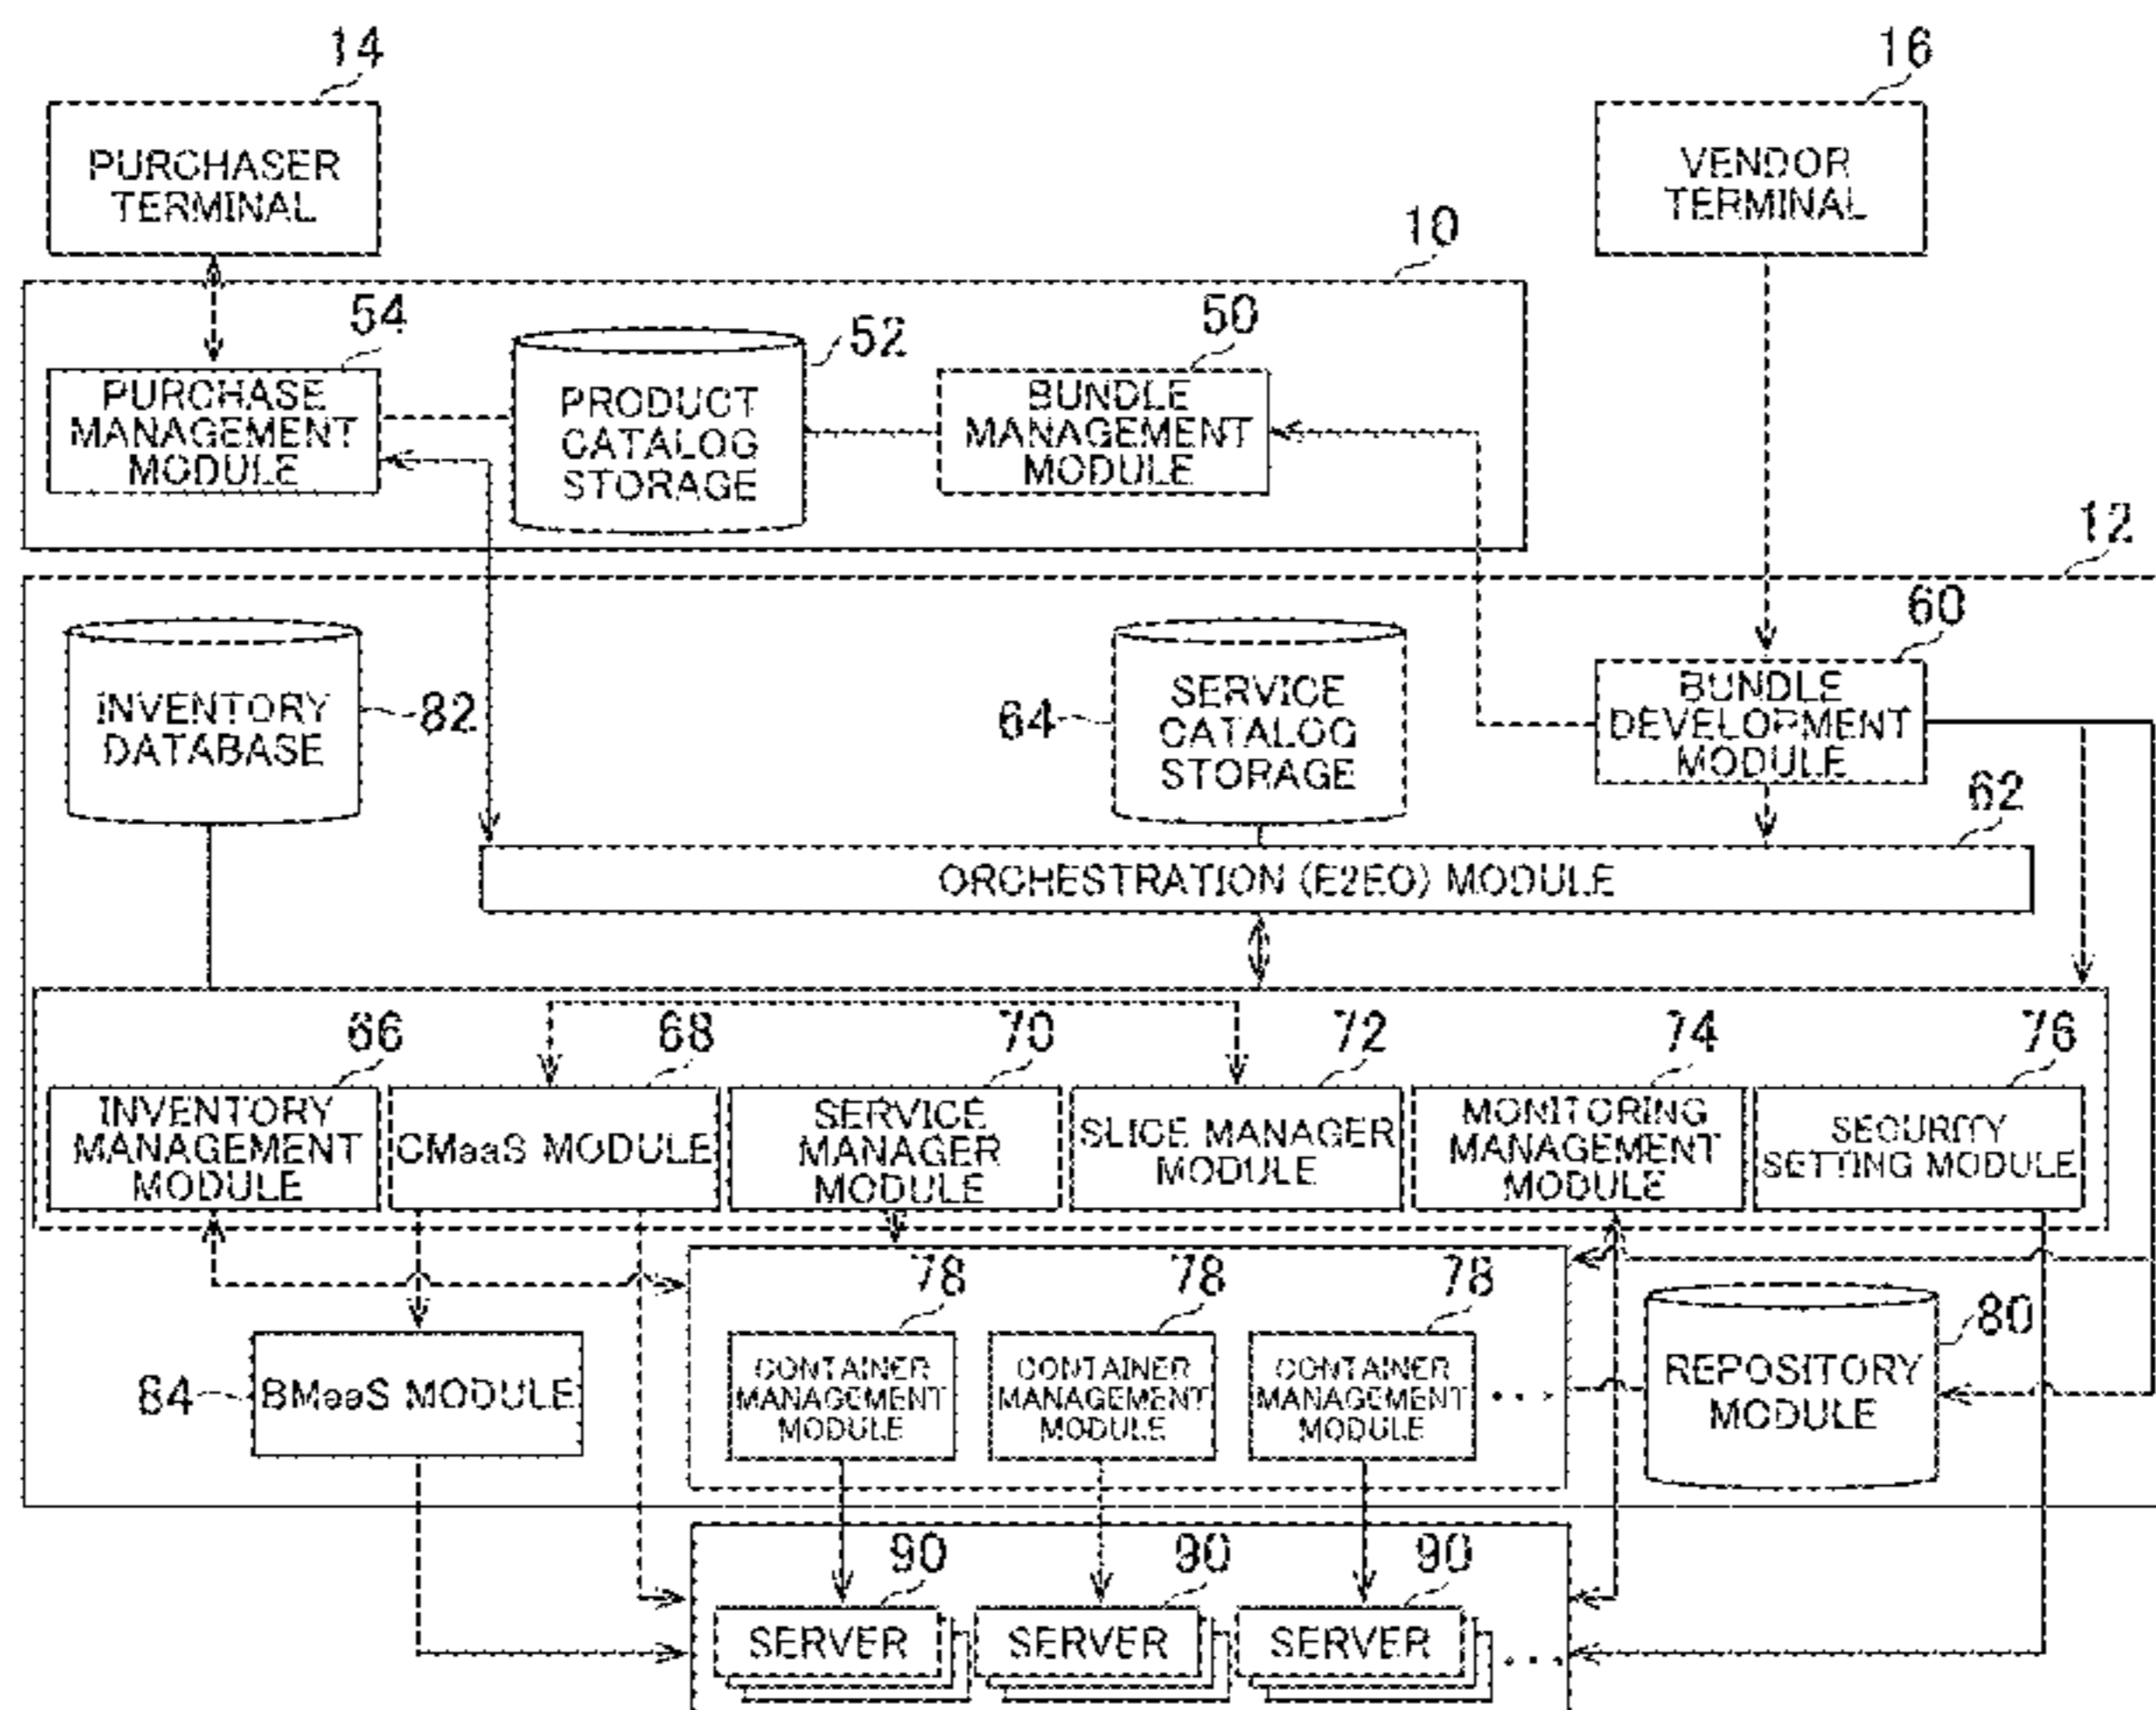 14
16
PURCHASER
TERMINAL
VENDOR
TERMINAL
10
54
52
50
PURCHASE
MANAGEMENT
MODULE
PRODUCT
CATALOG
STORAGE
BUNDLE
MANAGEMENT
MODULE
12
60
INVENTORY
DATABASE
82
64
SERVICE
CATALOG
STORAGE
BUNDLE
DEVELOPMENT
MODULE
62
ORCHESTRATION (E2EO) MODULE
66
68
70
72
74
76
INVENTORY
MANAGEMENT
MODULE
CMaaS MODULE
SERVICE
MANAGER
MODULE
SLICE MANAGER
MODULE
MONITORING
MANAGEMENT
MODULE
SECURITY
SETTING MODULE
78
78
78
80
84
BMaaS MODULE
CONTAINER
MANAGEMENT
MODULE
CONTAINER
MANAGEMENT
MODULE
CONTAINER
MANAGEMENT
MODULE
...
REPOSITORY
MODULE
90
90
90
SERVER
SERVER
SERVER
...